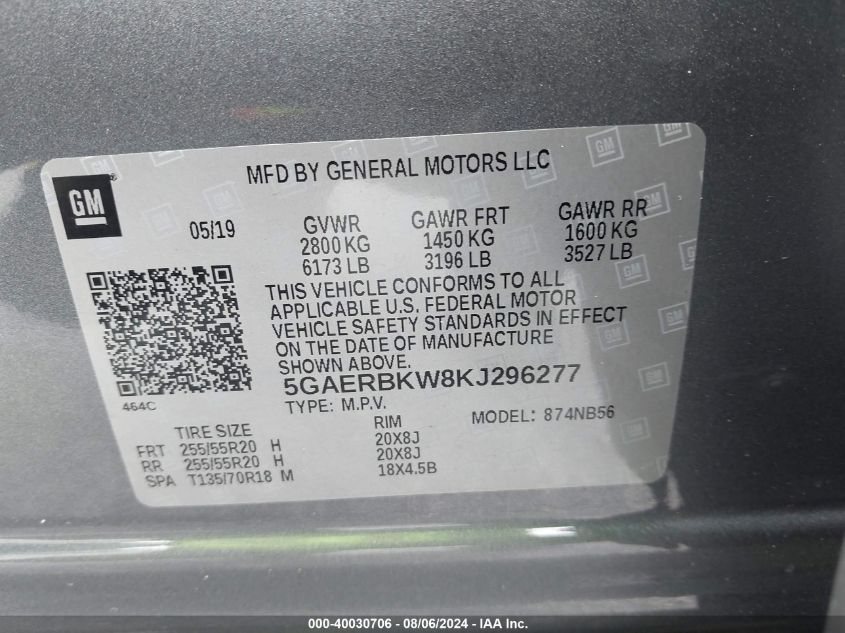 MFD BY GENERAL MOTORS LLC
GM
05/19
GVWR
2800 KG
6173 LB
GAWR FRT
1450 KG
3196 LB
GAWR RR
1600 KG
3527 LB
THIS VEHICLE CONFORMS TO ALL
APPLICABLE U.S. FEDERAL MOTOR
VEHICLE SAFETY STANDARDS IN EFFECT
ON THE DATE OF MANUFACTURE
SHOWN ABOVE.
5GAERBKW8KJ296277
464C
TYPE: M.P.V.
MODEL: 874NB56
TIRE SIZE RIM
FRT 255/55R20 H 20X8J
RR 255/55R20 H 20X8J
SPA T135/70R18 M 18X4.5B
000-40030706 - 08/06/2024 - IAA Inc.